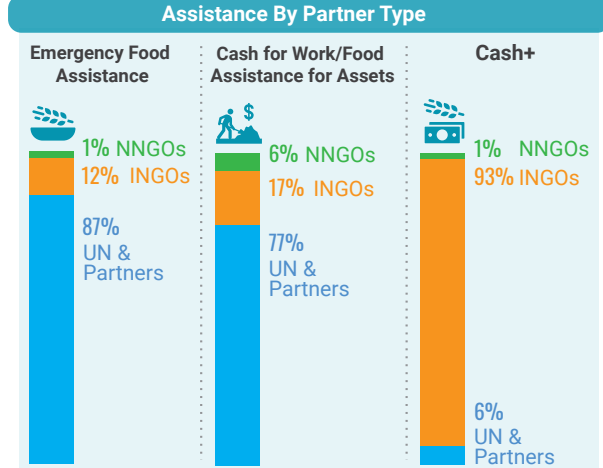 Assistance By Partner Type
Emergency Food
Assistance
1% NNGOs
12% INGOs
87%
UN &
Partners
Cash for Work/Food
Assistance for Assets
$
6% NNGOs
17% INGOs
77%
UN &
Partners
Cash+
1% NNGOs
93% INGOs
6%
UN &
Partners